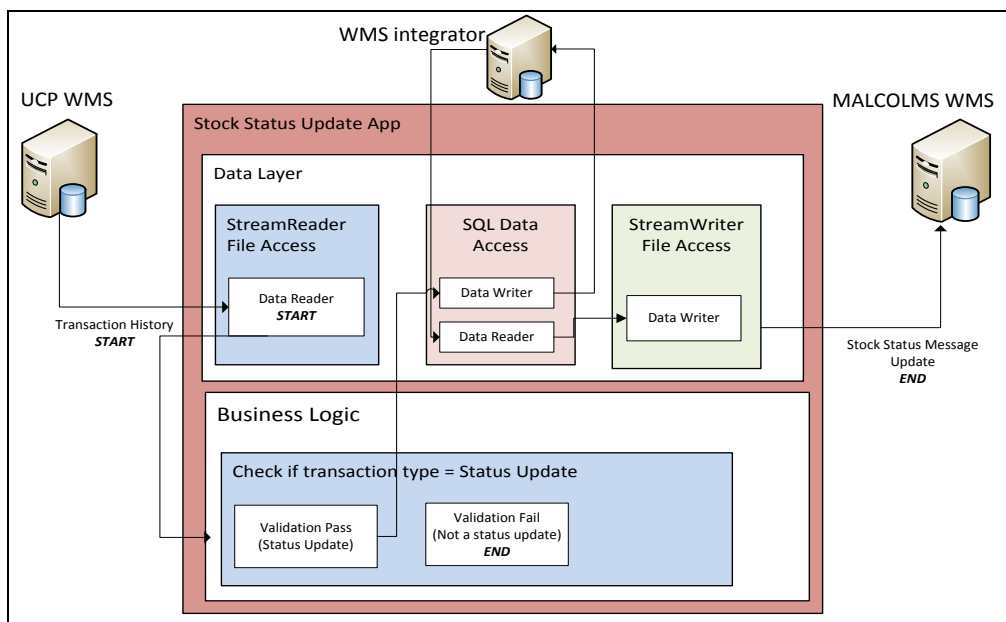 WMS integrator
UCP WMS
MALCOLMS WMS
Stock Status Update App
Data Layer
StreamReader
File Access
SQL Data
Access
StreamWriter
File Access
Data Reader
START
Data Writer
Data Reader
Data Writer
Transaction History
START
Stock Status Message
Update
END
Business Logic
Check if transaction type = Status Update
Validation Pass
(Status Update)
Validation Fail
(Not a status update)
END